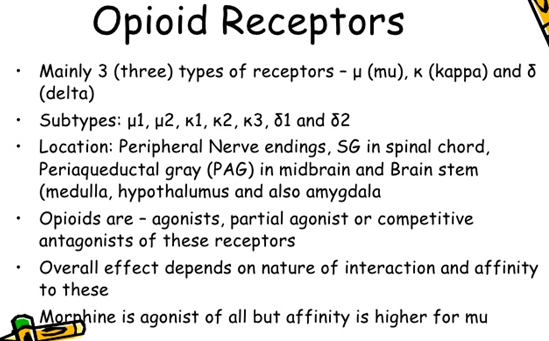 Opioid Receptors
• Mainly 3 (three) types of receptors – μ (mu), κ (kappa) and δ
(delta)
• Subtypes: μ1, μ2, κ1, κ2, κ3, δ1 and δ2
• Location: Peripheral Nerve endings, SG in spinal chord,
Periaqueductal gray (PAG) in midbrain and Brain stem
(medulla, hypothalumus and also amygdala
• Opioids are – agonists, partial agonist or competitive
antagonists of these receptors
• Overall effect depends on nature of interaction and affinity
to these
Morphine is agonist of all but affinity is higher for mu